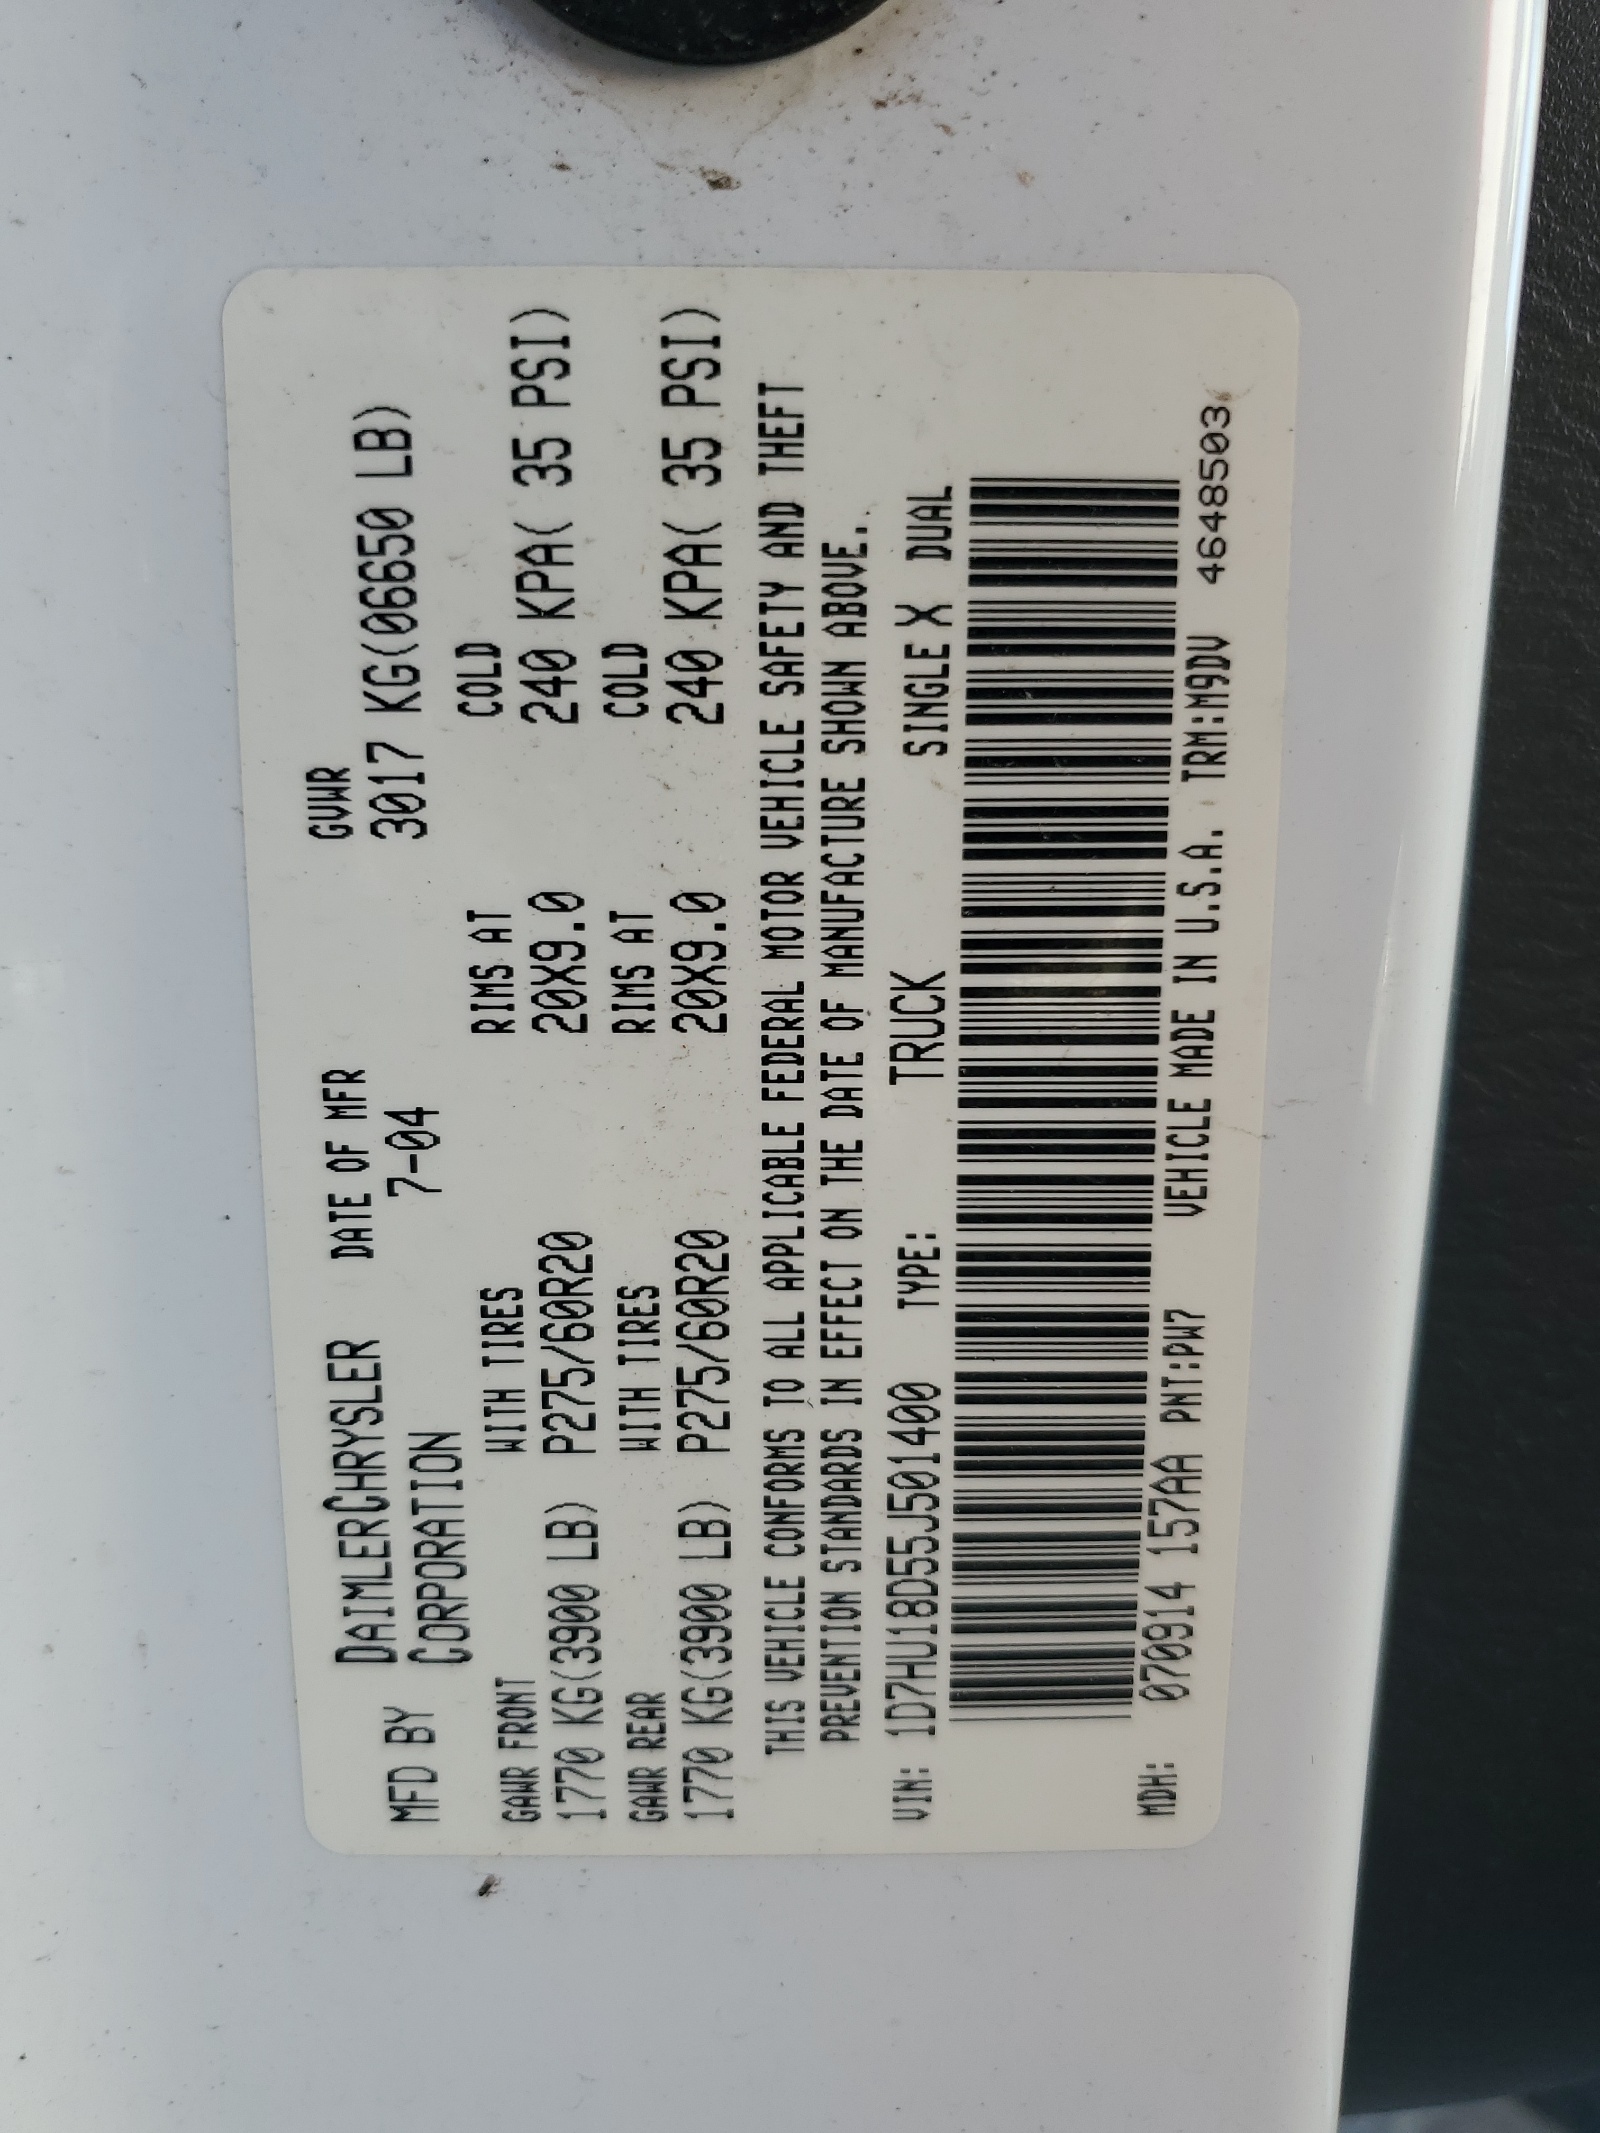 MFD BY DAIMLERCHRYSLER DATE OF MFR GVWR
CORPORATION 7-04 3017 KG(06650 LB)
GAWR FRONT WITH TIRES RIMS AT COLD
1770 KG(3900 LB) P275/60R20 20X9.0 240 KPA( 35 PSI)
GAWR REAR WITH TIRES RIMS AT COLD
1770 KG(3900 LB) P275/60R20 20X9.0 240 KPA( 35 PSI)
THIS VEHICLE CONFORMS TO ALL APPLICABLE FEDERAL MOTOR VEHICLE SAFETY AND THEFT
PREVENTION STANDARDS IN EFFECT ON THE DATE OF MANUFACTURE SHOWN ABOVE.
VIN: 1D7HU18D55J501400 TYPE: TRUCK SINGLE X DUAL
MDH: 070914 157AA PNT:PW7 VEHICLE MADE IN U.S.A. TRM:M9DV 4648503